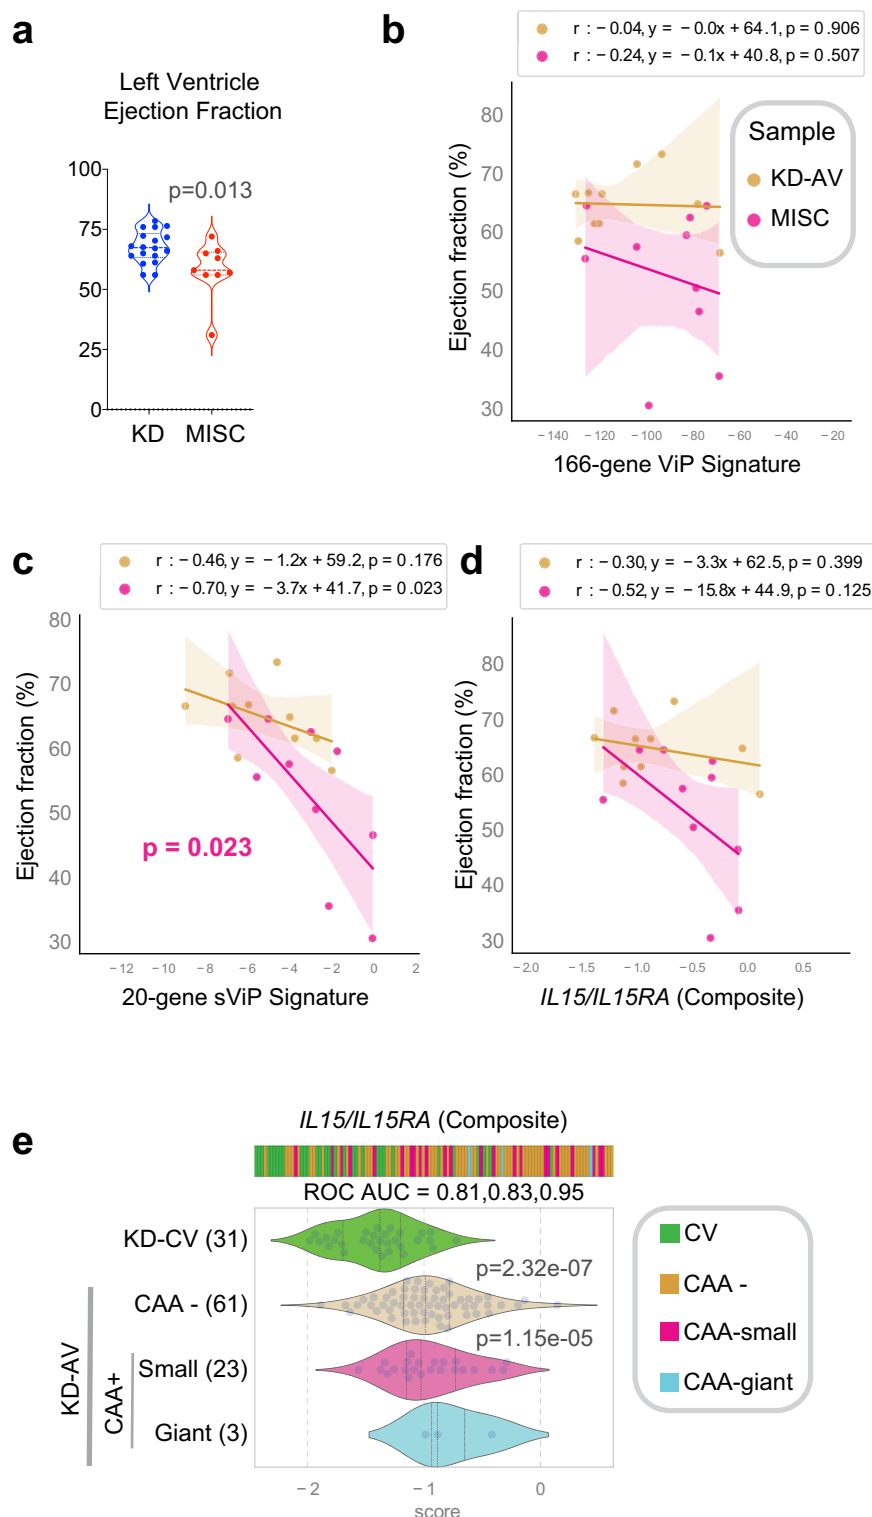 a
Left Ventricle
Ejection Fraction
100
75
50
25
0
p=0.013
KD MISC
b
r : −0.04, y = −0.0x + 64.1, p = 0.906
r : −0.24, y = −0.1x + 40.8, p = 0.507
Ejection fraction (%)
80
70
60
50
40
30
Sample
KD-AV
MISC
−140 −120 −100 −80 −60 −40 −20
166-gene ViP Signature
c
r : −0.46, y = −1.2x + 59.2, p = 0.176
r : −0.70, y = −3.7x + 41.7, p = 0.023
Ejection fraction (%)
80
70
60
50
40
30
p = 0.023
−12 −10 −8 −6 −4 −2 0 2
20-gene sViP Signature
d
r : −0.30, y = −3.3x + 62.5, p = 0.399
r : −0.52, y = −15.8x + 44.9, p = 0.125
Ejection fraction (%)
80
70
60
50
40
30
−2.0 −1.5 −1.0 −0.5 0.0 0.5
IL15/IL15RA (Composite)
e
IL15/IL15RA (Composite)
ROC AUC = 0.81,0.83,0.95
KD-CV (31)
CAA - (61)
Small (23)
Giant (3)
KD-AV
CAA+
p=2.32e-07
p=1.15e-05
−2 −1 0
score
CV
CAA -
CAA-small
CAA-giant